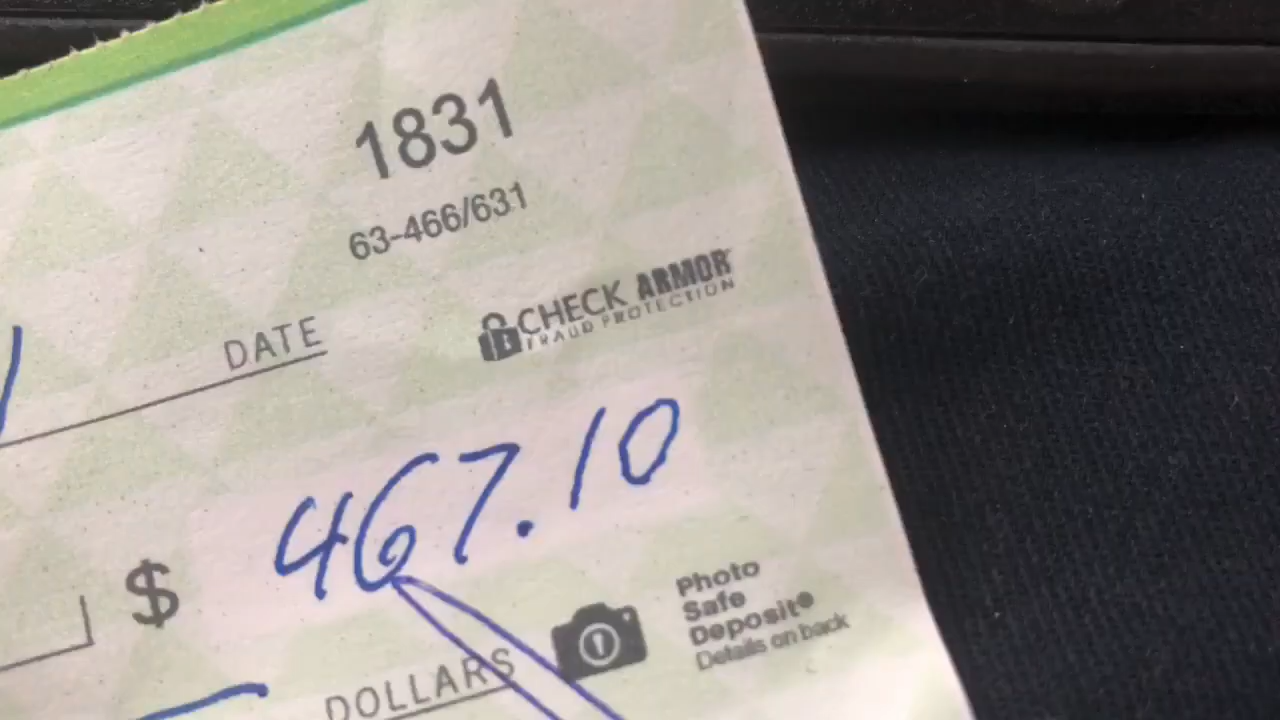 1831
63-466/631
CHECK ARMOR
FRAUD PROTECTION
DATE
$ 467.10
Photo
Safe
Deposit®
Details on back
DOLLARS